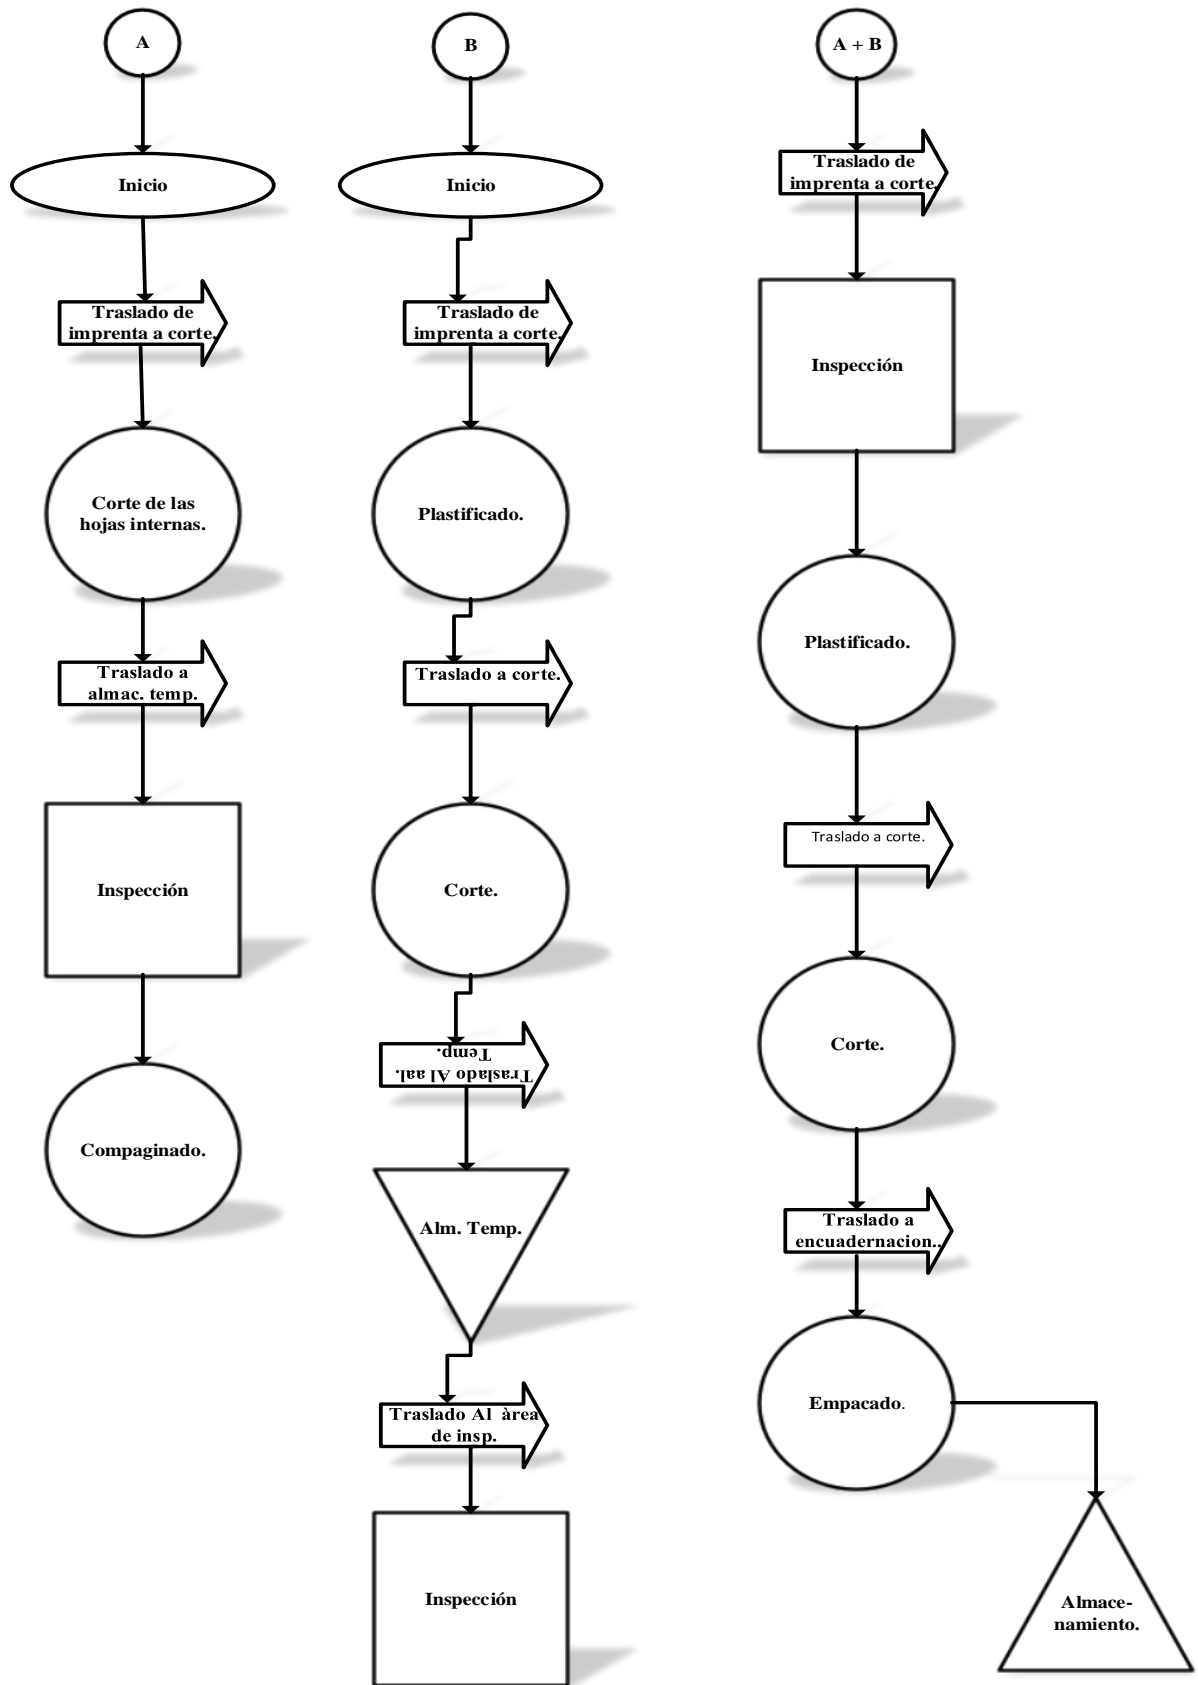 A
Inicio
Traslado de
imprenta a corte.
Corte de las
hojas internas.
Traslado a
almac. temp.
Inspección
Compaginado.
B
Inicio
Traslado de
imprenta a corte.
Plastificado.
Traslado a corte.
Corte.
Traslado Al aal.
Temp.
Alm. Temp.
Traslado Al àrea
de insp.
Inspección
A + B
Traslado de
imprenta a corte.
Inspección
Plastificado.
Traslado a corte.
Corte.
Traslado a
encuadernacion..
Empacado.
Almace-
namiento.